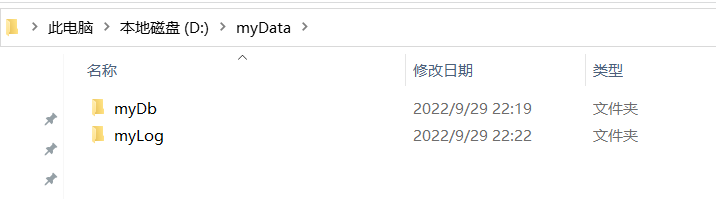 此电脑 本地磁盘 (D:) myData
名称 修改日期 类型
myDb 2022/9/29 22:19 文件夹
myLog 2022/9/29 22:22 文件夹